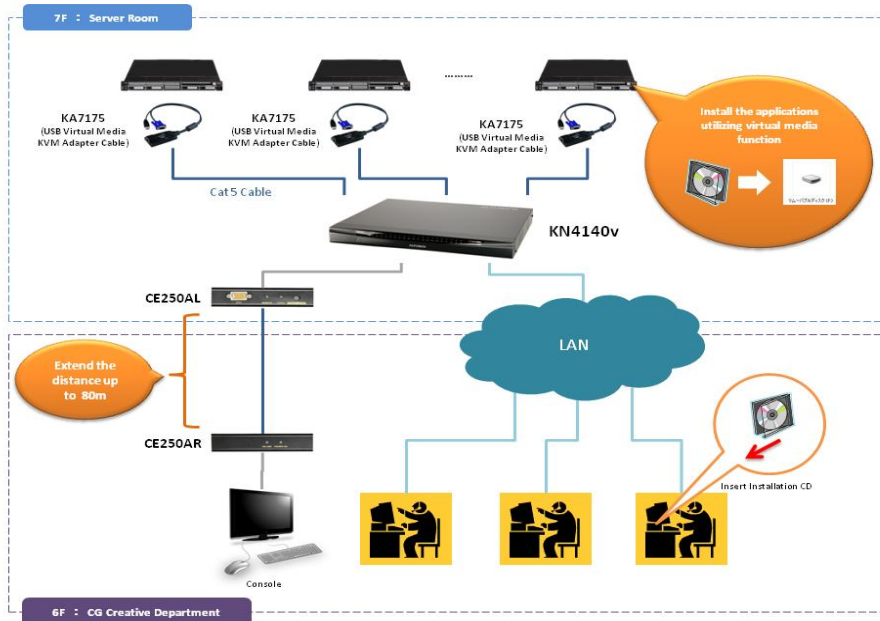 7F ： Server Room
………
KA7175
(USB Virtual Media
KVM Adapter Cable)
KA7175
(USB Virtual Media
KVM Adapter Cable)
KA7175
(USB Virtual Media
KVM Adapter Cable)
Install the applications
utilizing virtual media
function
Cat5 Cable
KN4140v
CE250AL
LAN
Extend the
distance up
to 80m
CE250AR
Insert Installation CD
Console
6F ： CG Creative Department